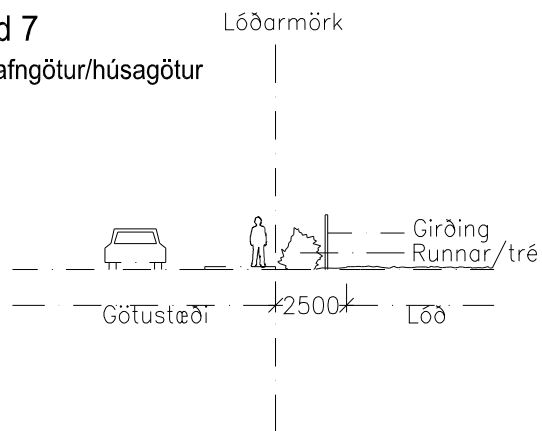 d 7
Lóðarmörk
afngötur/húsagötur
Girðing
Runnar/tré
Götustæði
2500
Lóð